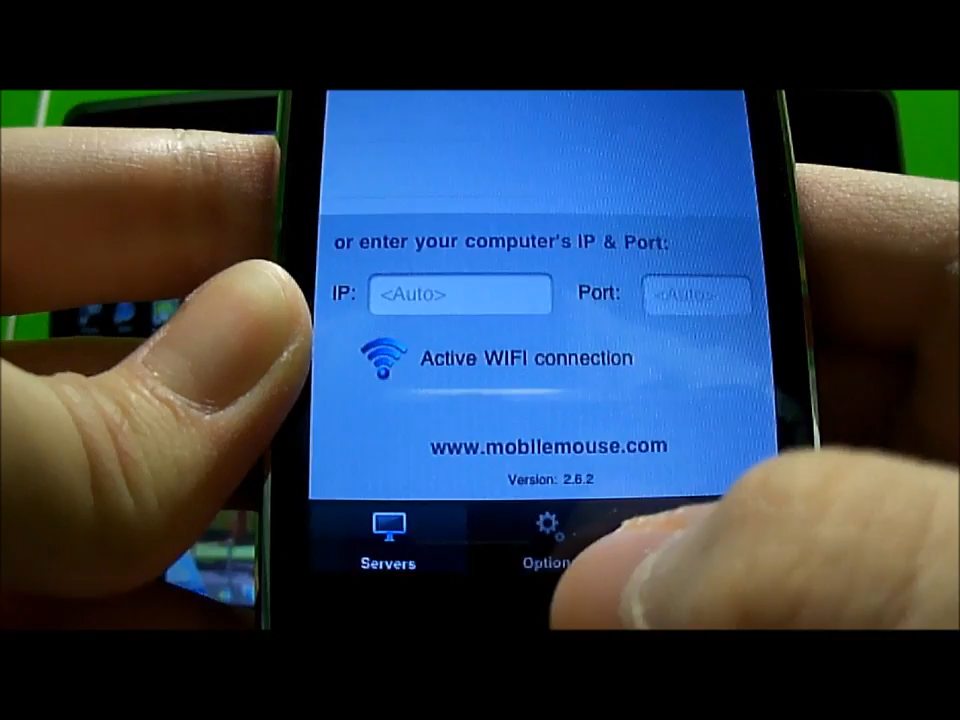 or enter your computer's IP & Port:
IP: <Auto> Port: <Auto>
Active WIFI connection
www.mobilemouse.com
Version: 2.6.2
Servers Option